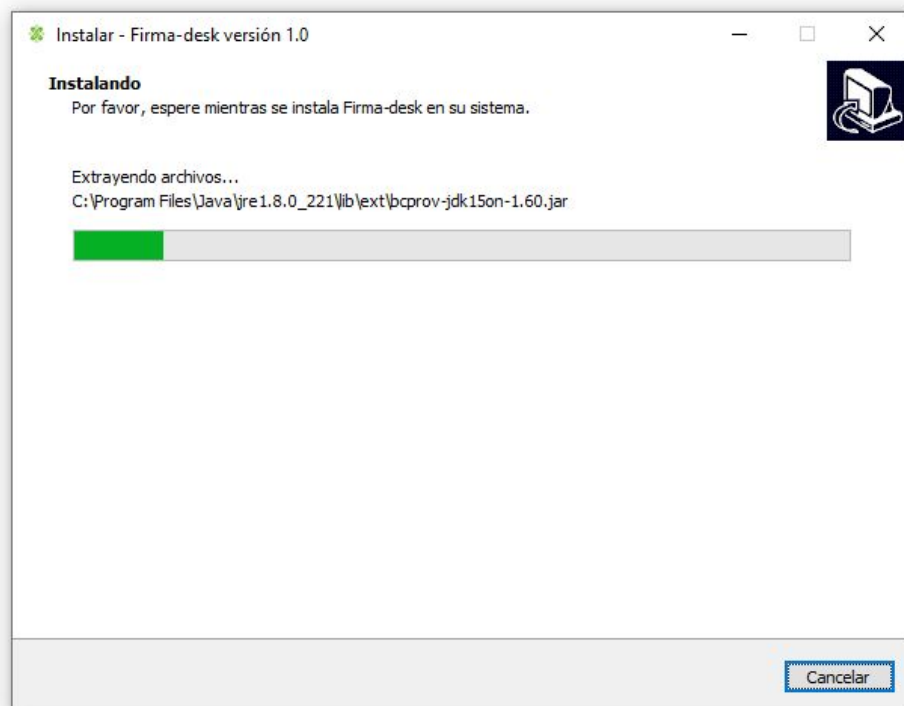 Instalar - Firma-desk versión 1.0
Instalando
Por favor, espere mientras se instala Firma-desk en su sistema.
Extrayendo archivos...
C:\Program Files\Java\jre1.8.0_221\lib\ext\bcprov-jdk15on-1.60.jar
Cancelar